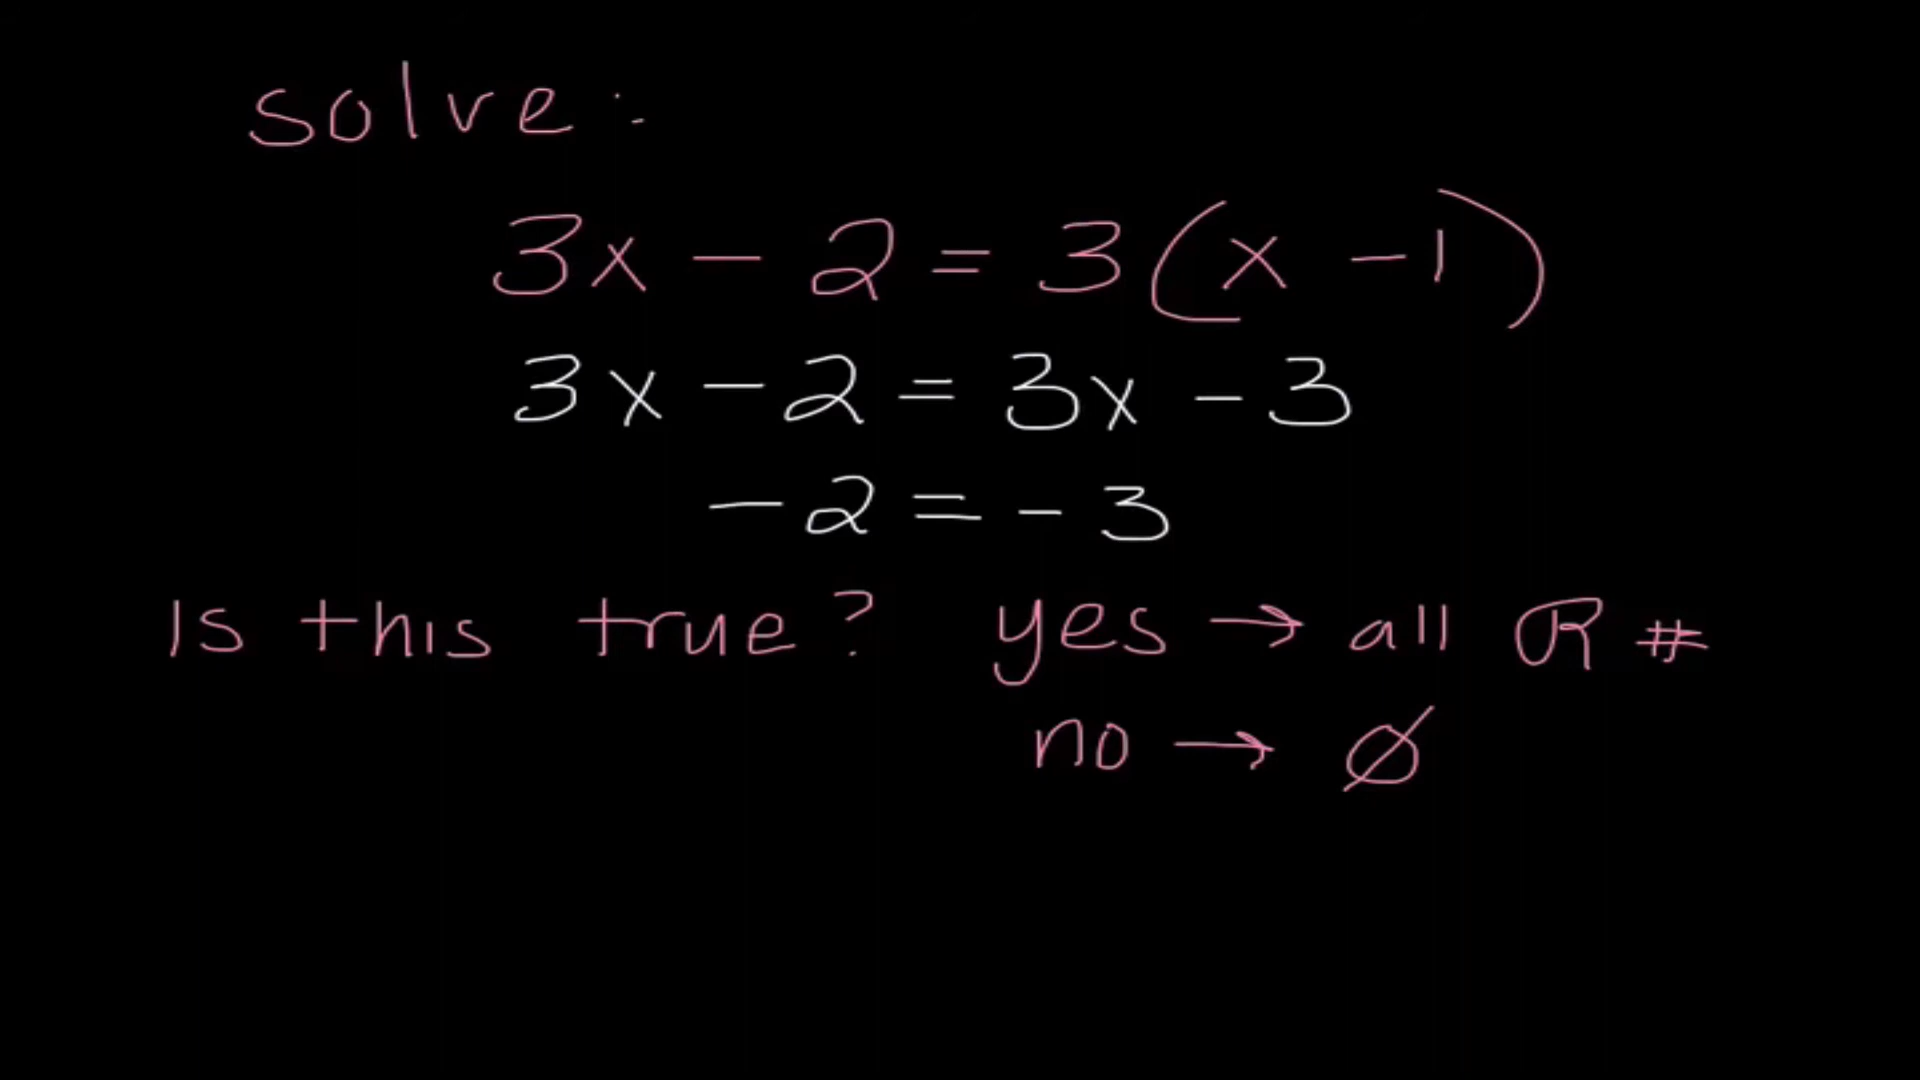 solve:
3x - 2 = 3(x - 1)
3x - 2 = 3x - 3
- 2 = - 3
Is this true? yes → all R #
no → ∅